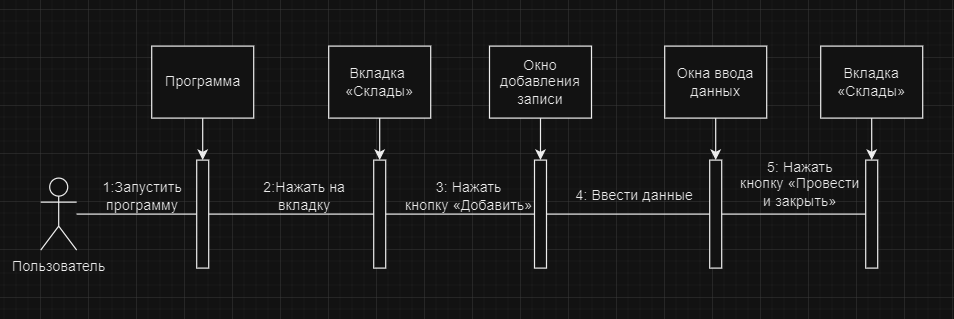 Программа
Вкладка
«Склады»
Окно
добавления
записи
Окна ввода
данных
Вкладка
«Склады»
1:Запустить
программу
2:Нажать на
вкладку
3: Нажать
кнопку «Добавить»
4: Ввести данные
5: Нажать
кнопку «Провести
и закрыть»
Пользователь